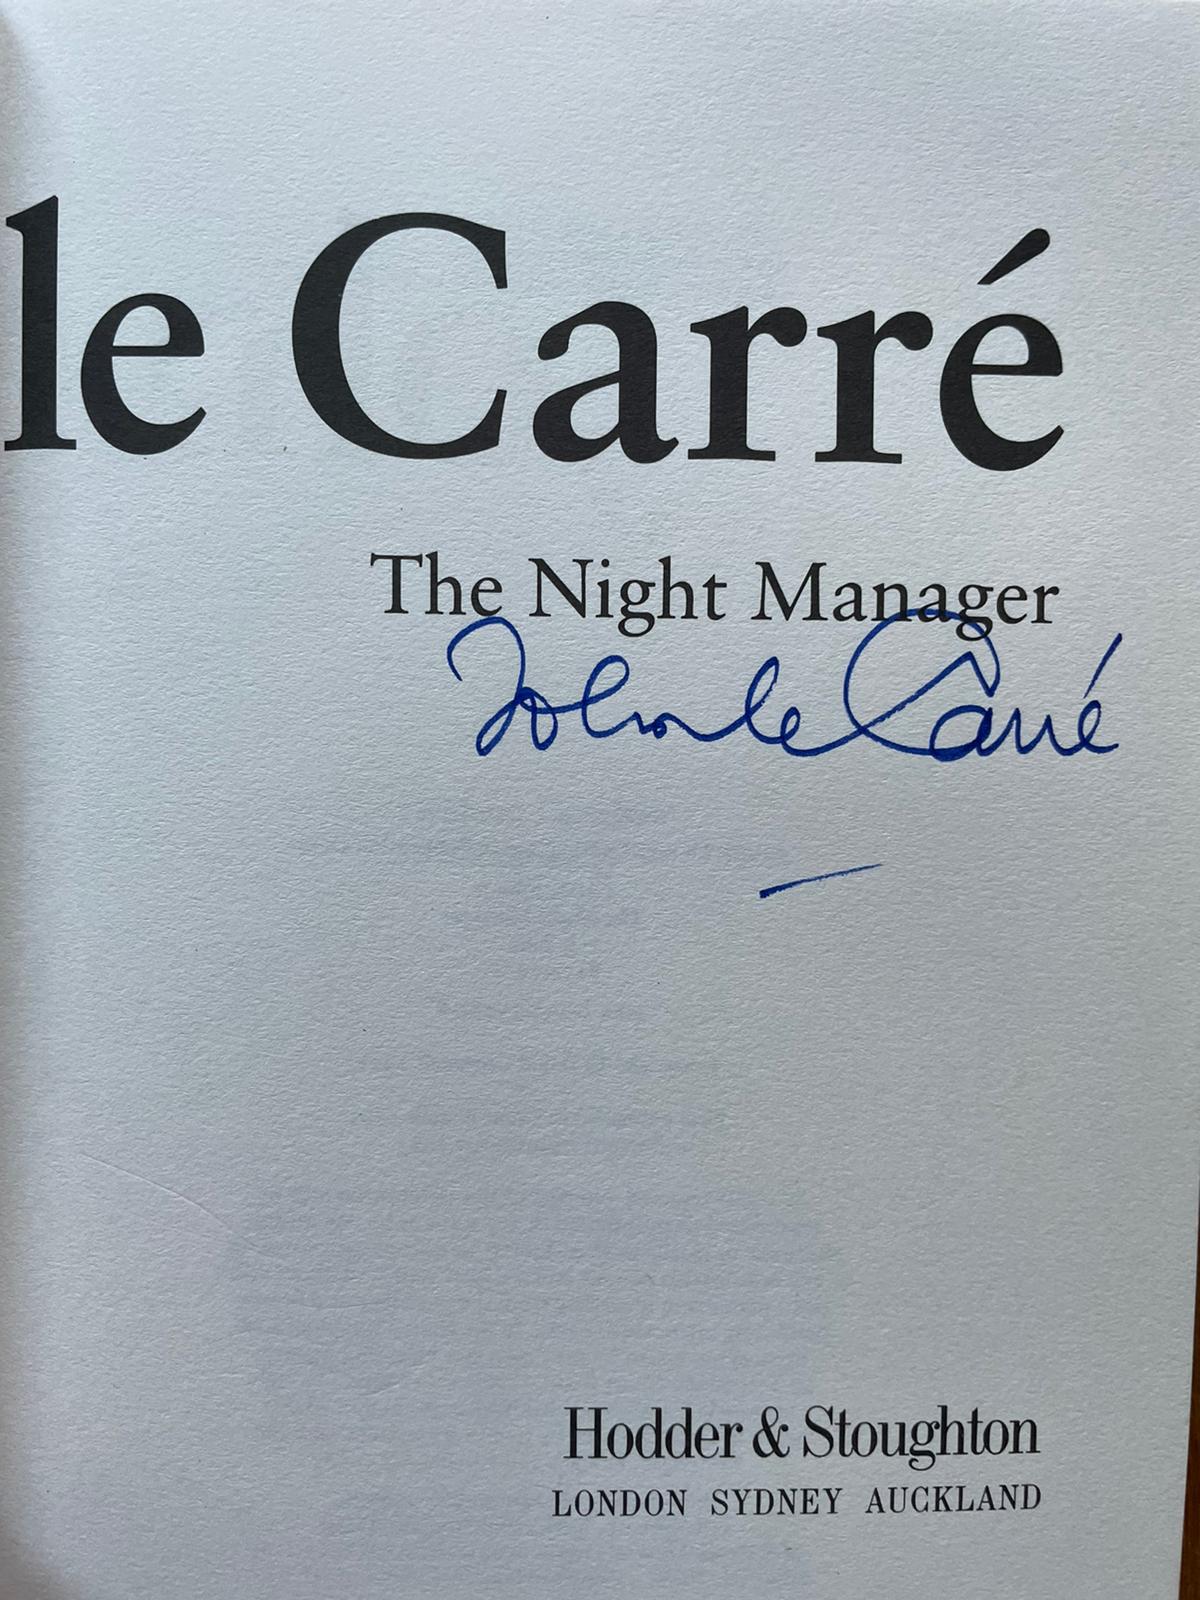 le Carré
The Night Manager
John le Carré
Hodder & Stoughton
LONDON SYDNEY AUCKLAND